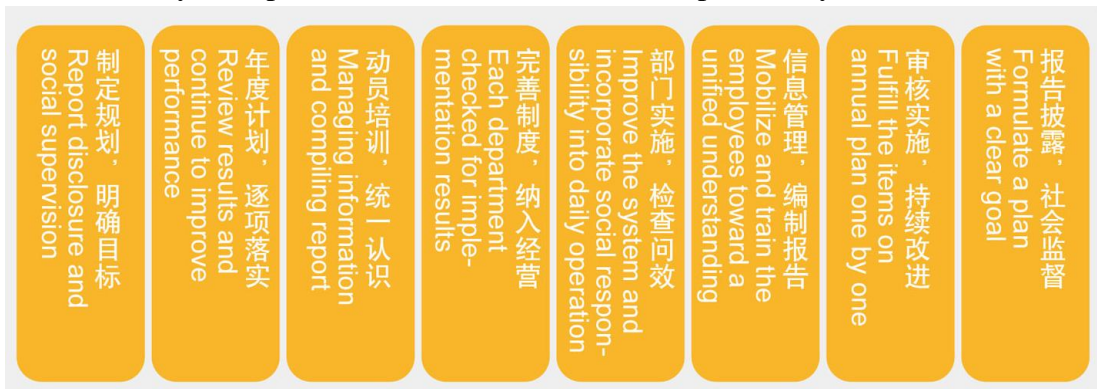 制定规划，明确目标
Report disclosure and
social supervision
年度计划，逐项落实
Review results and
continue to improve
performance
动员培训，统一认识
Managing information
and compiling report
完善制度，纳入经营
Each department
checked for imple-
mentation results
部门实施，检查问效
Improve the system and
incorporate social respon-
sibility into daily operation
信息管理，编制报告
Mobilize and train the
employees toward a
unified understanding
审核实施，持续改进
Fulfill the items on
annual plan one by one
报告披露，社会监督
Formulate a plan
with a clear goal